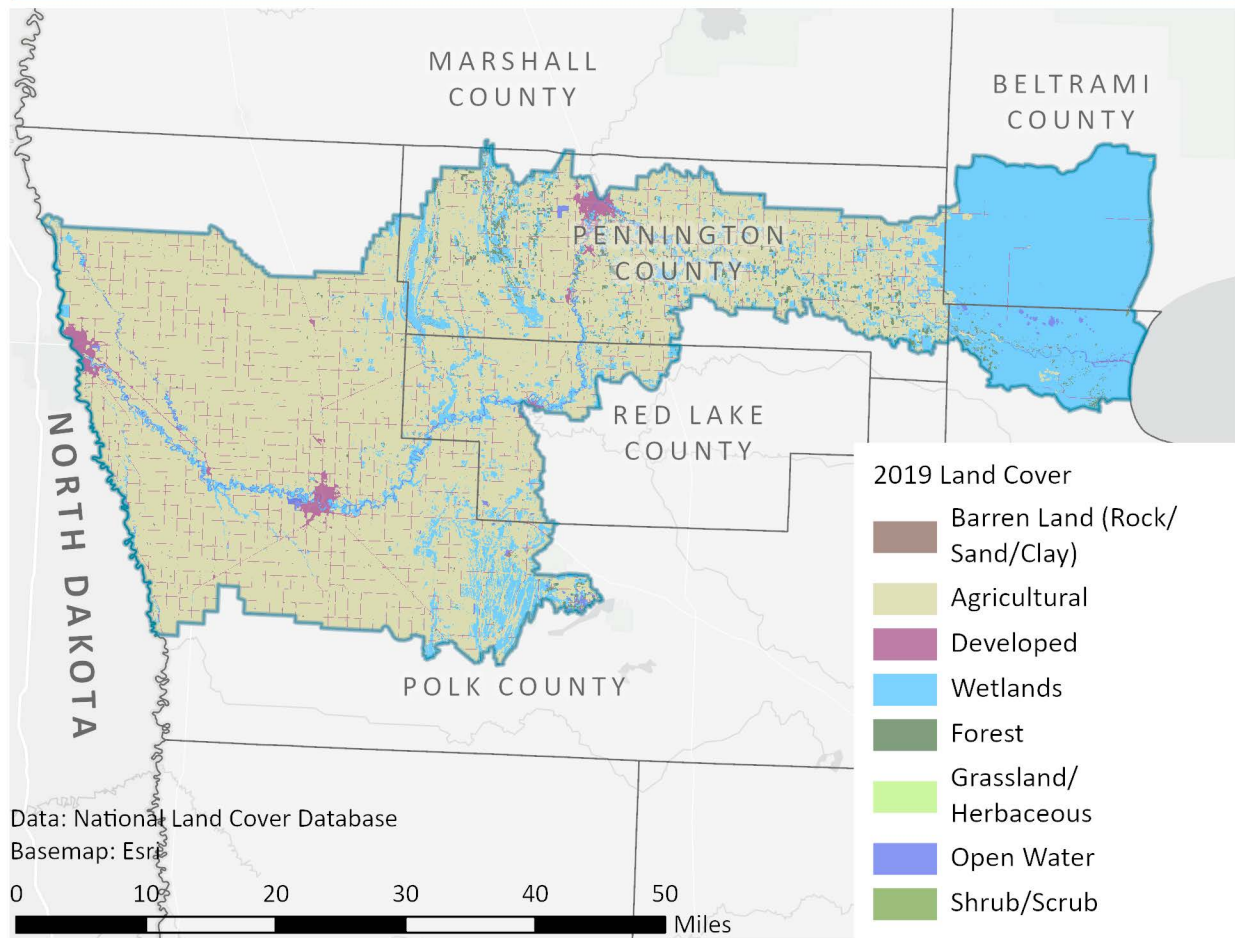 MARSHALL
COUNTY
BELTRAMI
COUNTY
PENNINGTON
COUNTY
RED LAKE
COUNTY
NORTH DAKOTA
POLK COUNTY
2019 Land Cover
Barren Land (Rock/
Sand/Clay)
Agricultural
Developed
Wetlands
Forest
Grassland/
Herbaceous
Open Water
Shrub/Scrub
Data: National Land Cover Database
Basemap: Esri
0 10 20 30 40 50
Miles